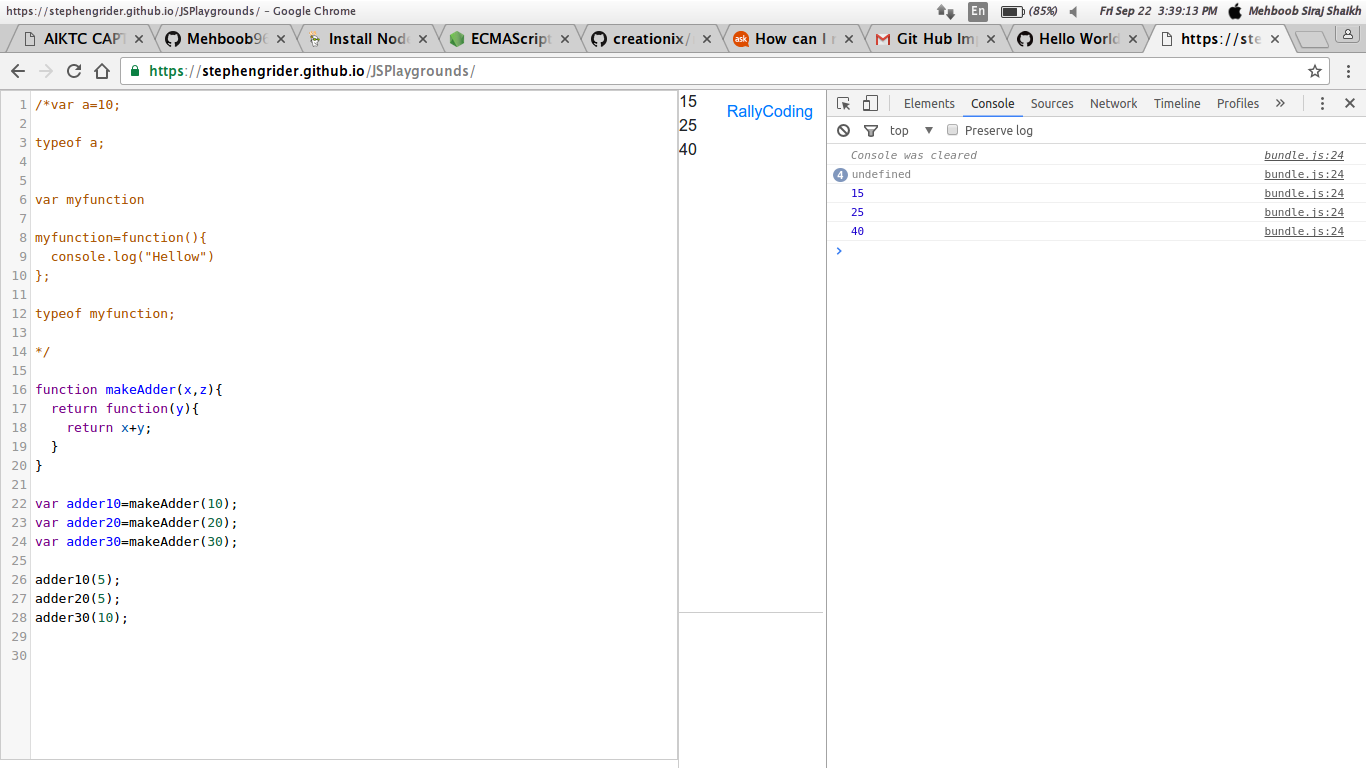 https://stephengrider.github.io/JSPlaygrounds/ - Google Chrome
En
(85%)
Fri Sep 22 3:39:13 PM
Mehboob Siraj Shaikh
AIKTC CAPT
Mehboob96
Install Node
ECMAScript
creationix/
ask
How can I
Git Hub Im
Hello World
https://ste
https://stephengrider.github.io/JSPlaygrounds/
1 /*var a=10;
2
3 typeof a;
4
5
6 var myfunction
7
8 myfunction=function(){
9 console.log("Hellow")
10 };
11
12 typeof myfunction;
13
14 */
15
16 function makeAdder(x,z){
17 return function(y){
18 return x+y;
19 }
20 }
21
22 var adder10=makeAdder(10);
23 var adder20=makeAdder(20);
24 var adder30=makeAdder(30);
25
26 adder10(5);
27 adder20(5);
28 adder30(10);
29
30
15
25
40
RallyCoding
Elements Console Sources Network Timeline Profiles »
top ▼ Preserve log
Console was cleared bundle.js:24
4 undefined bundle.js:24
15 bundle.js:24
25 bundle.js:24
40 bundle.js:24